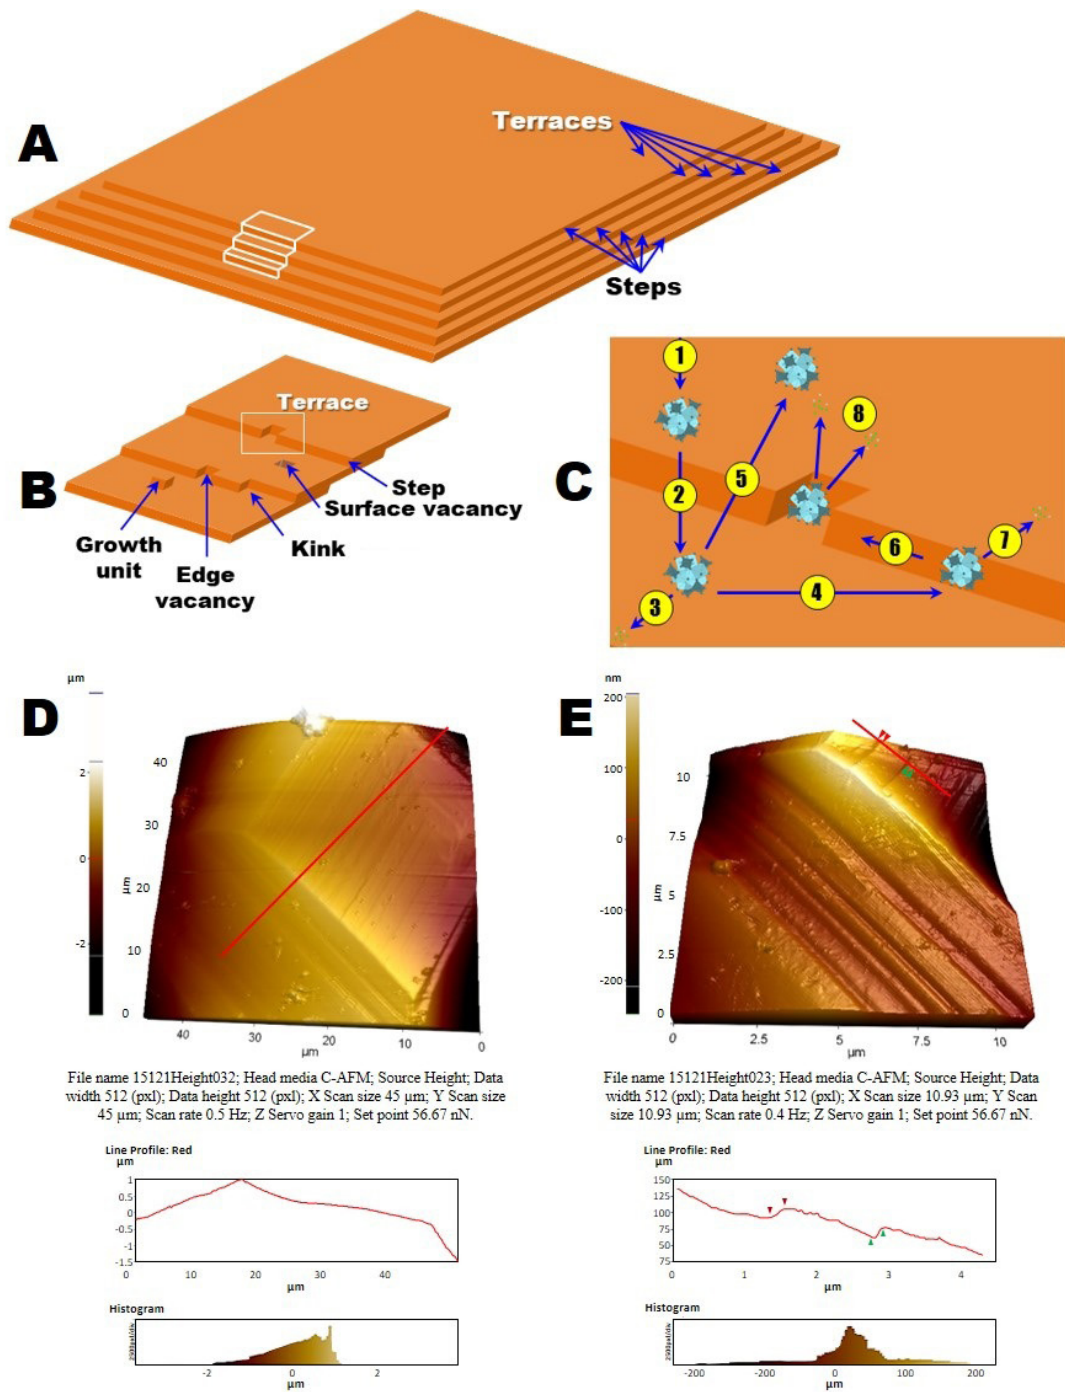 A
Terraces
Steps
B
Terrace
Step
Surface vacancy
Growth
unit
Edge
vacancy
Kink
C
1
2
3
4
5
6
7
8
D
µm
2
0
-2
40
30
20
10
0
µm
40
30
20
10
0
µm
File name 15121Height032; Head media C-AFM; Source Height; Data
width 512 (pxl); Data height 512 (pxl); X Scan size 45 µm; Y Scan size
45 µm; Scan rate 0.5 Hz; Z Servo gain 1; Set point 56.67 nN.
Line Profile: Red
µm
1
0.5
0
-0.5
-1
-1.5
0
10
20
30
40
µm
Histogram
2500pxl/div
-2
0
2
µm
E
nm
200
100
0
-100
-200
10
7.5
5
2.5
0
µm
0
2.5
5
7.5
10
µm
File name 15121Height023; Head media C-AFM; Source Height; Data
width 512 (pxl); Data height 512 (pxl); X Scan size 10.93 µm; Y Scan
size 10.93 µm; Scan rate 0.4 Hz; Z Servo gain 1; Set point 56.67 nN.
Line Profile: Red
µm
150
125
100
75
50
75
0
1
2
3
4
µm
Histogram
2500pxl/div
-200
-100
0
100
200
µm